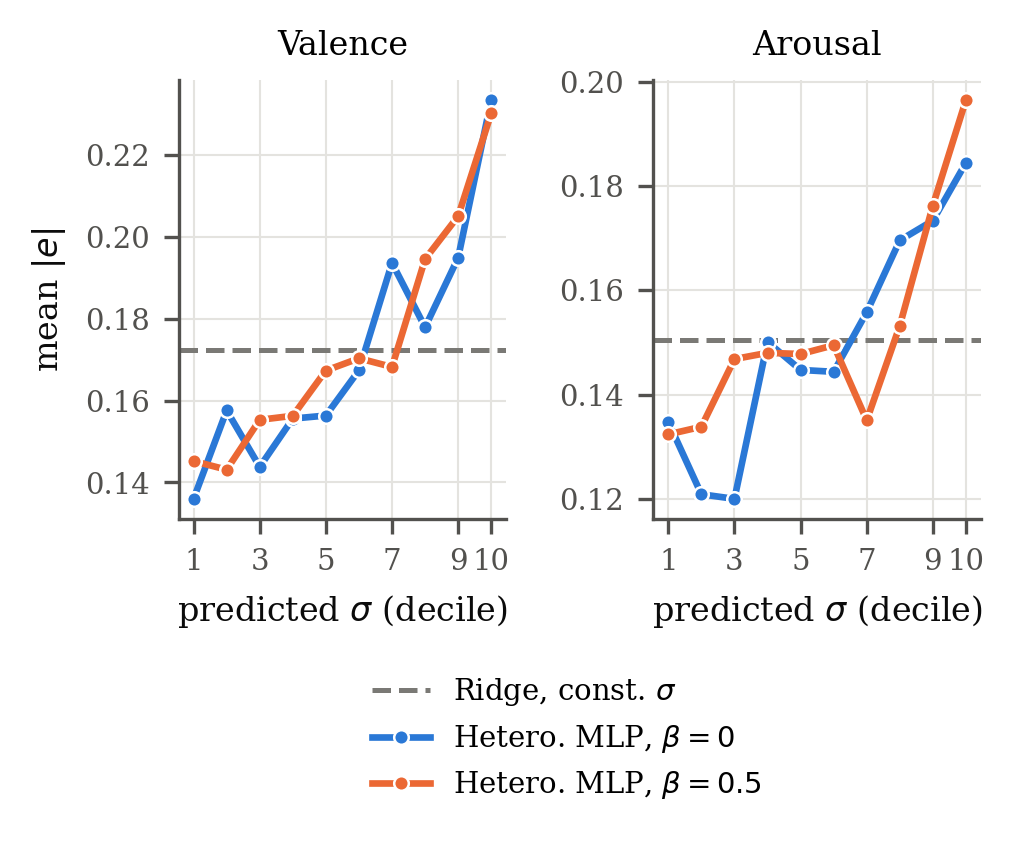 Valence
Arousal
mean |e|
0.22
0.20
0.18
0.16
0.14
1 3 5 7 9 10
predicted σ (decile)
0.20
0.18
0.16
0.14
0.12
1 3 5 7 9 10
predicted σ (decile)
Ridge, const. σ
Hetero. MLP, β = 0
Hetero. MLP, β = 0.5